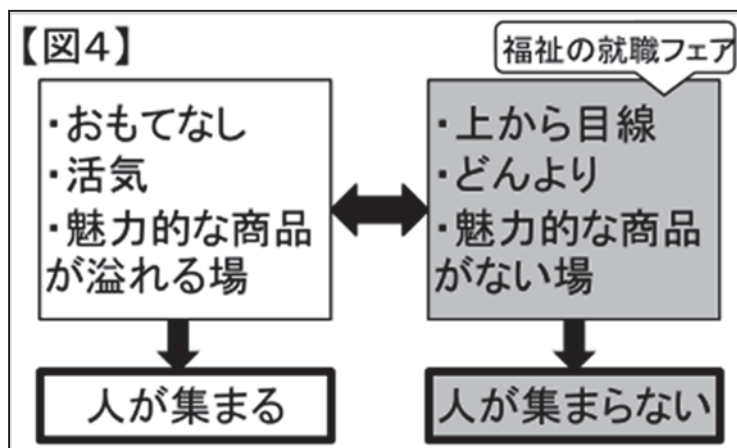 【図４】
福祉の就職フェア
・おもてなし
・活気
・魅力的な商品
が溢れる場
・上から目線
・どんより
・魅力的な商品
がない場
人が集まる
人が集まらない